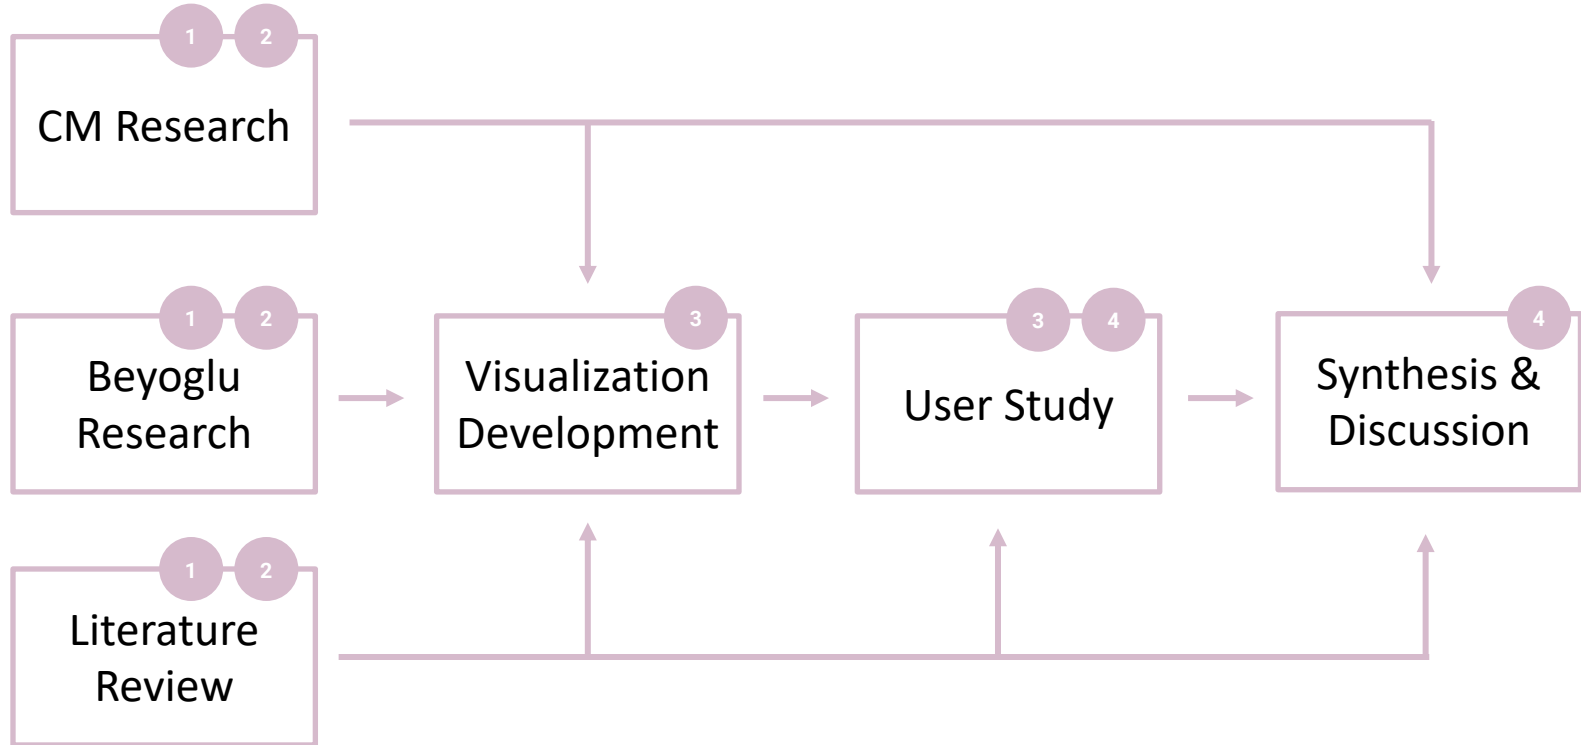 1 2
CM Research
1 2
Beyoglu
Research
3
Visualization
Development
3 4
User Study
4
Synthesis &
Discussion
1 2
Literature
Review